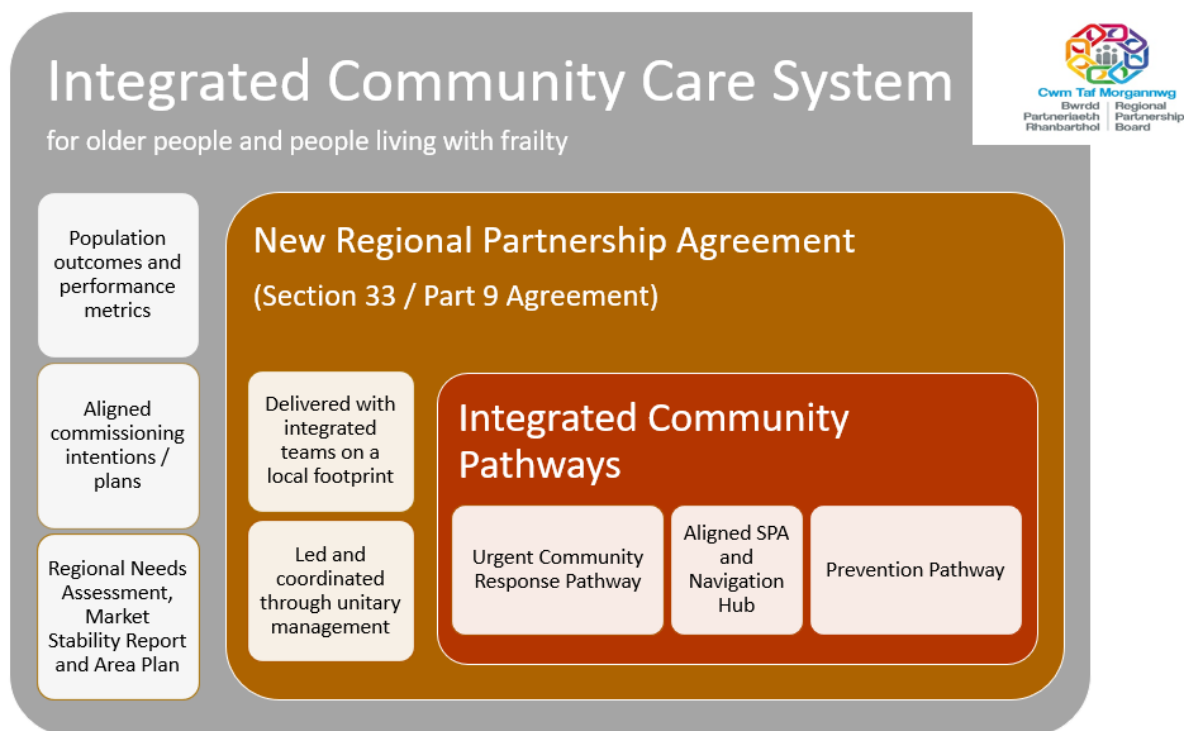 Integrated Community Care System
for older people and people living with frailty
Cwm Taf Morgannwg
Bwrdd
Partneriaeth
Rhanbarthol
Regional
Partnership
Board
Population
outcomes and
performance
metrics
Aligned
commissioning
intentions /
plans
Regional Needs
Assessment,
Market
Stability Report
and Area Plan
New Regional Partnership Agreement
(Section 33 / Part 9 Agreement)
Delivered with
integrated
teams on a
local footprint
Led and
coordinated
through unitary
management
Integrated Community
Pathways
Urgent Community
Response Pathway
Aligned SPA
and
Navigation
Hub
Prevention Pathway